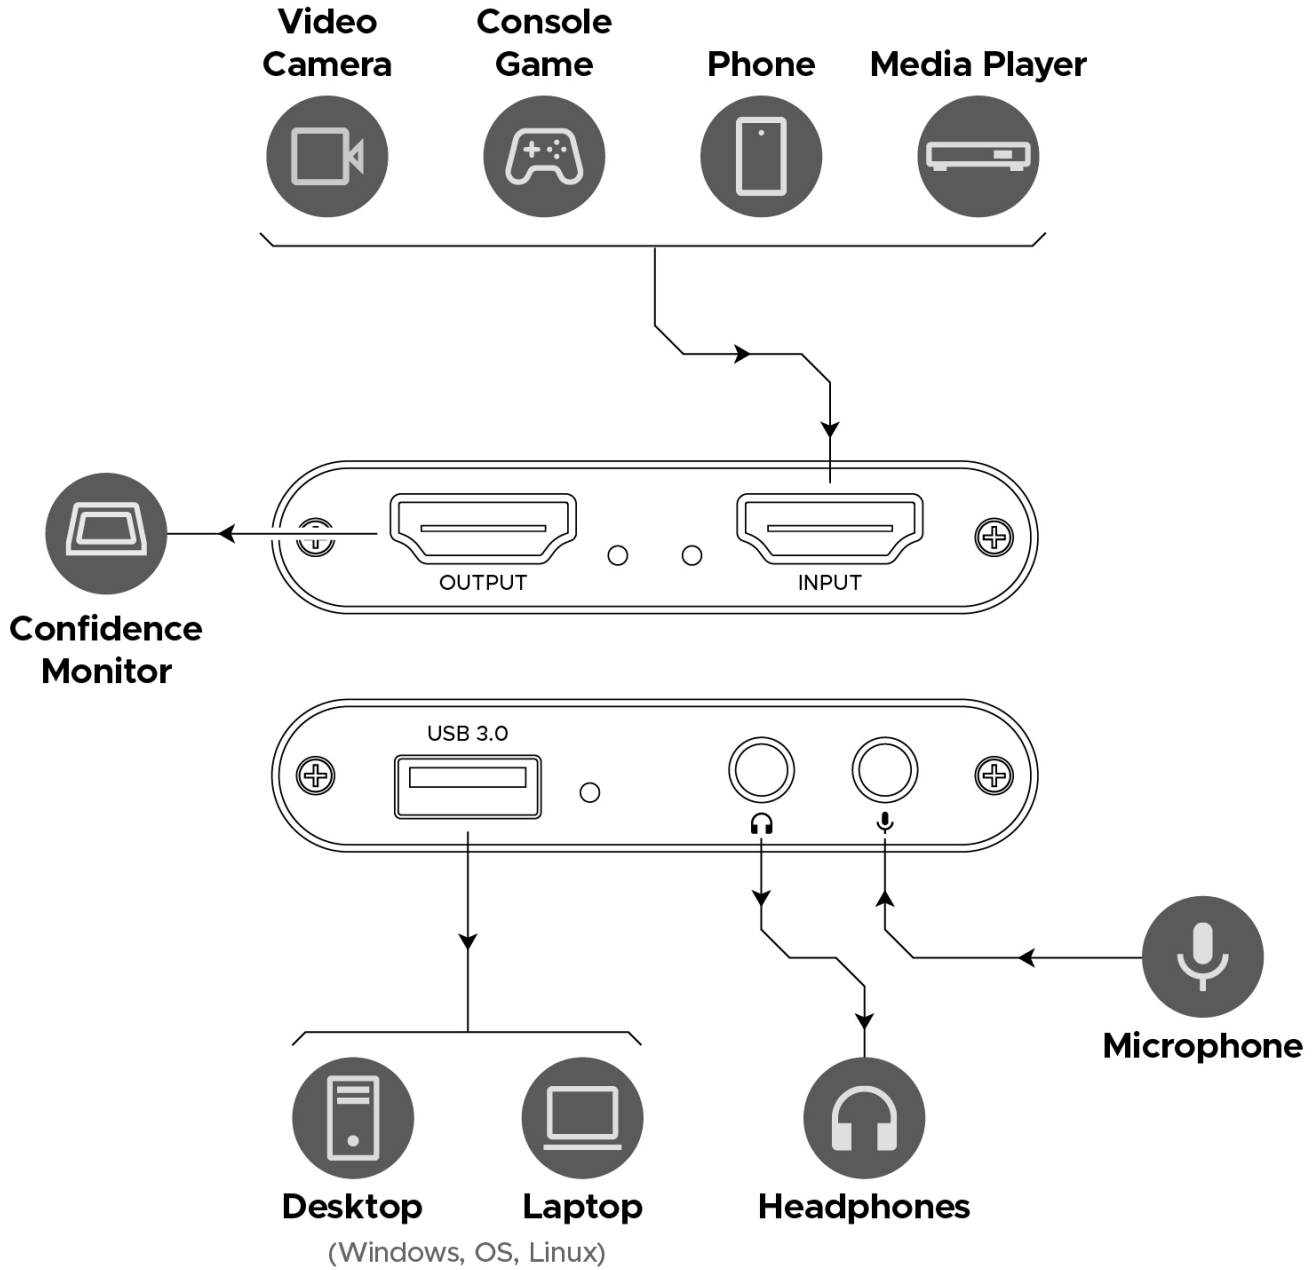 Video
Camera
Console
Game
Phone
Media Player
OUTPUT
INPUT
Confidence
Monitor
USB 3.0
Microphone
Desktop
Laptop
Headphones
(Windows, OS, Linux)